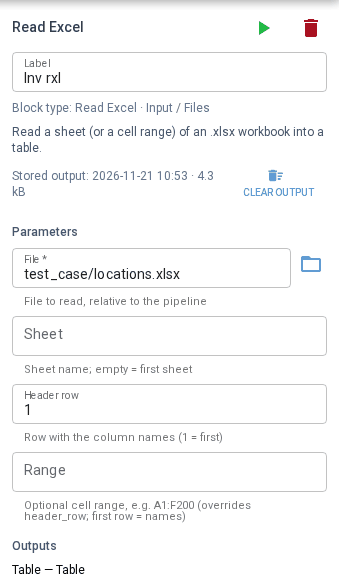 Read Excel
Label
Inv rxl
Block type: Read Excel · Input / Files
Read a sheet (or a cell range) of an .xlsx workbook into a
table.
Stored output: 2026-11-21 10:53 · 4.3
kB
CLEAR OUTPUT
Parameters
File *
test_case/locations.xlsx
File to read, relative to the pipeline
Sheet
Sheet name; empty = first sheet
Header row
1
Row with the column names (1 = first)
Range
Optional cell range, e.g. A1:F200 (overrides
header_row; first row = names)
Outputs
Table — Table